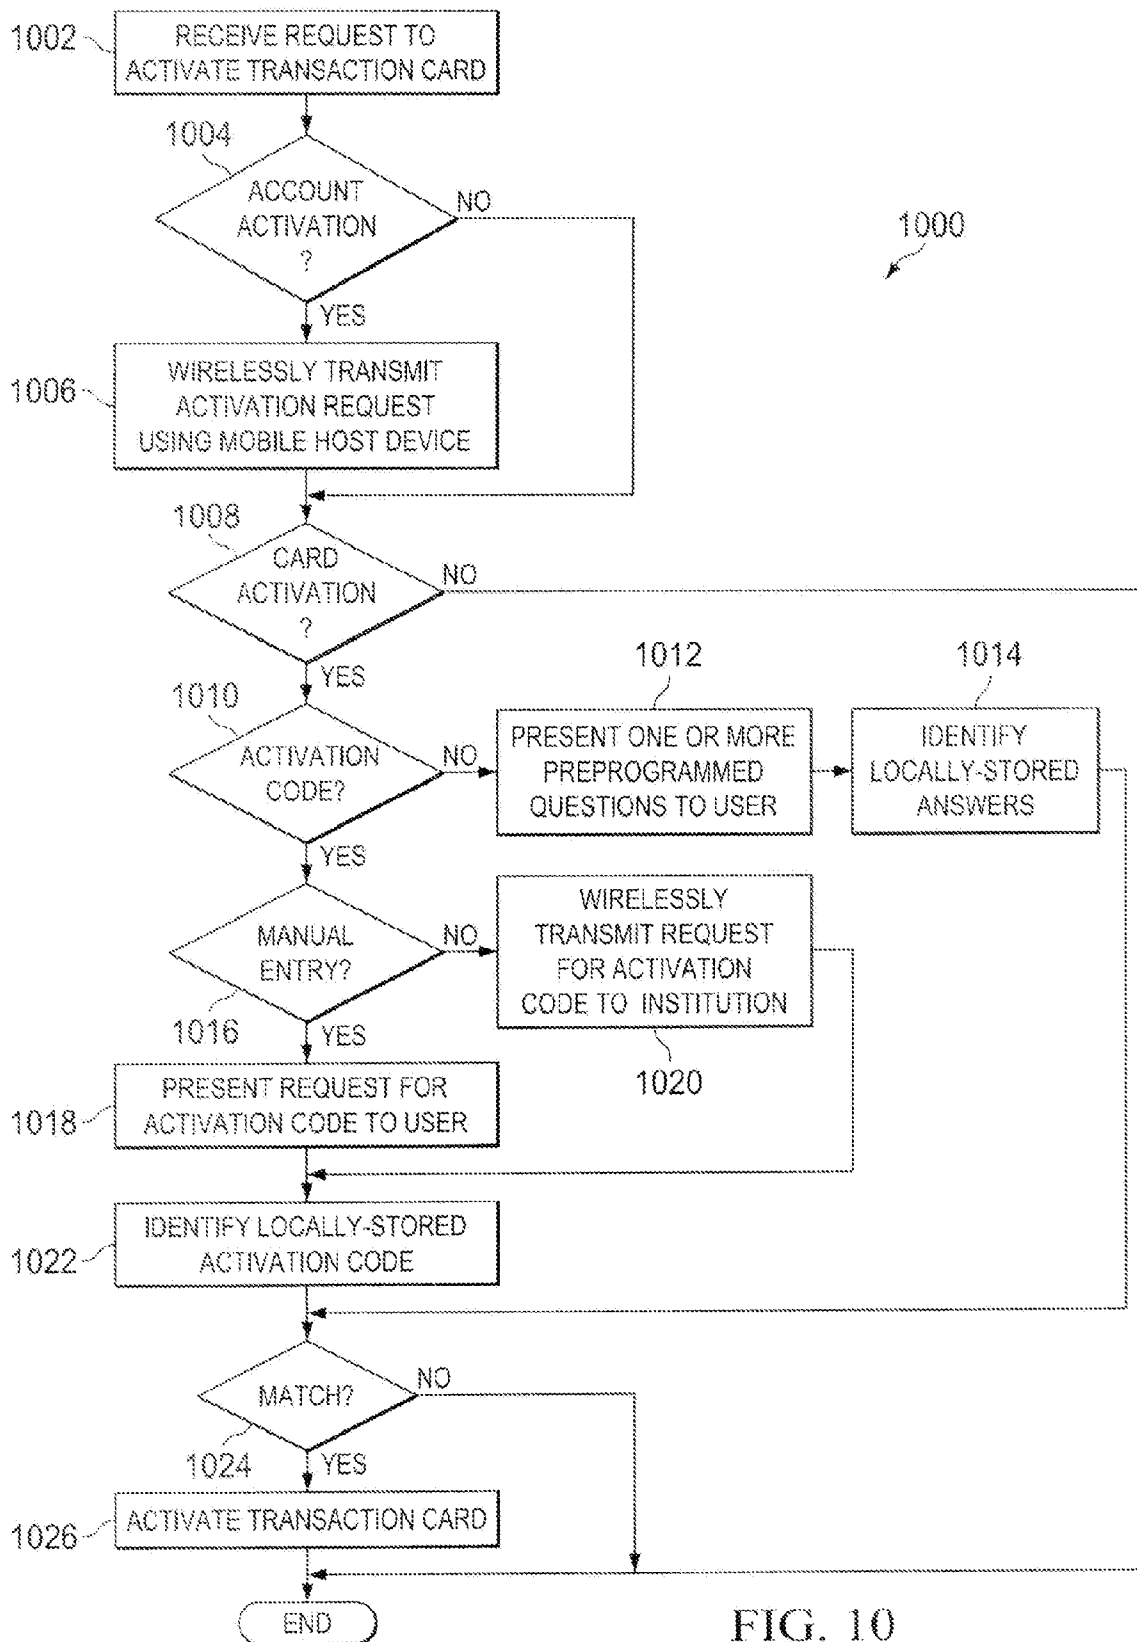 1002
RECEIVE REQUEST TO
ACTIVATE TRANSACTION CARD
1004
ACCOUNT
ACTIVATION
?
NO
YES
1000
1006
WIRELESSLY TRANSMIT
ACTIVATION REQUEST
USING MOBILE HOST DEVICE
1008
CARD
ACTIVATION
?
NO
YES
1010
ACTIVATION
CODE?
NO
YES
1012
PRESENT ONE OR MORE
PREPROGRAMMED
QUESTIONS TO USER
1014
IDENTIFY
LOCALLY-STORED
ANSWERS
MANUAL
ENTRY?
1016
NO
YES
WIRELESSLY
TRANSMIT REQUEST
FOR ACTIVATION
CODE TO INSTITUTION
1020
1018
PRESENT REQUEST FOR
ACTIVATION CODE TO USER
1022
IDENTIFY LOCALLY-STORED
ACTIVATION CODE
MATCH?
NO
1024
YES
1026
ACTIVATE TRANSACTION CARD
END
FIG. 10